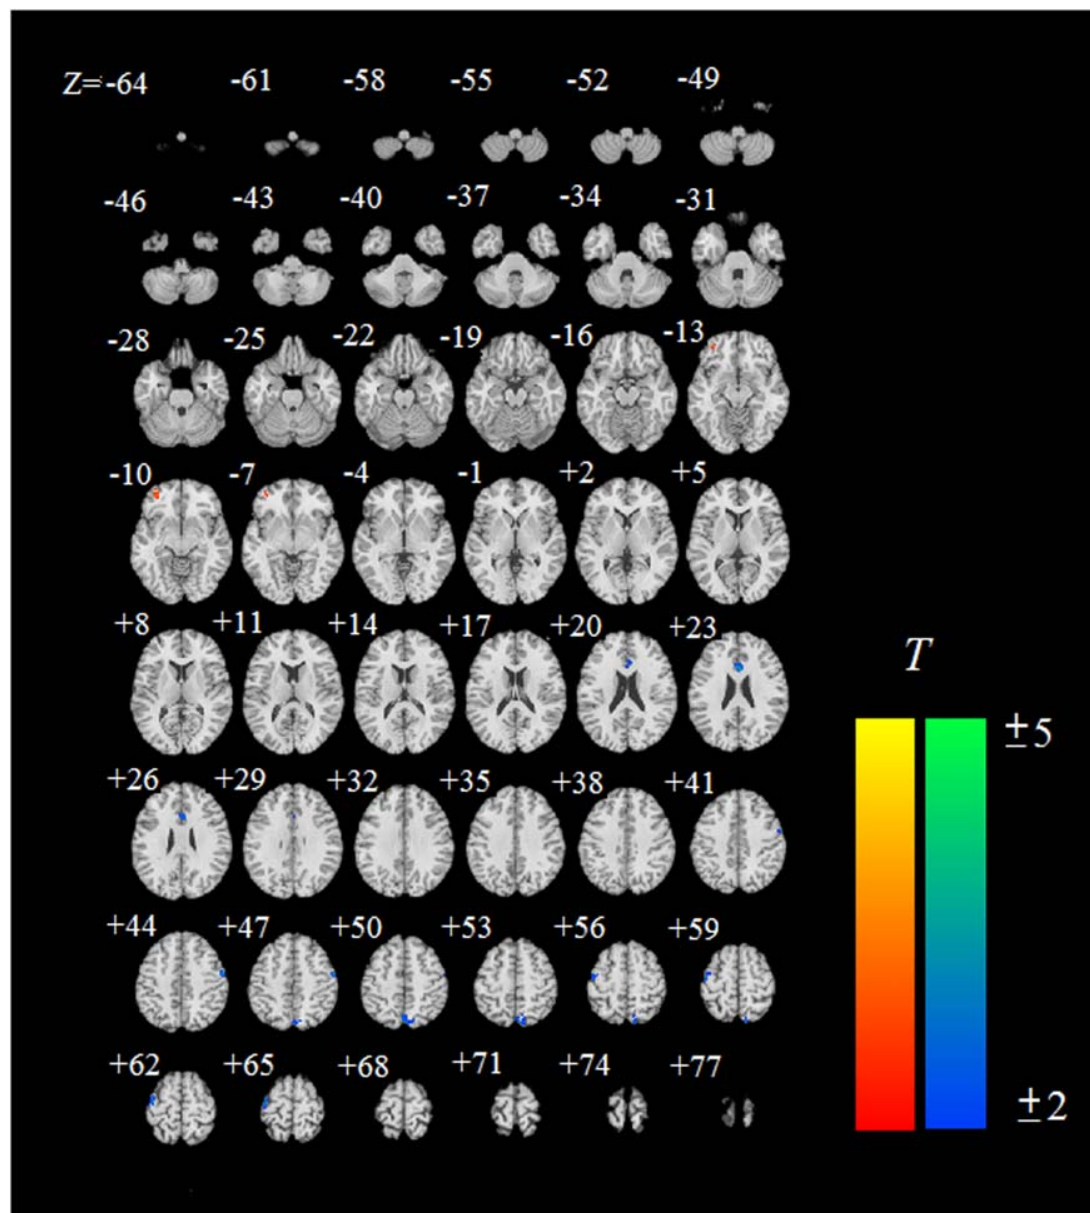 Z=-64 -61 -58 -55 -52 -49
-46 -43 -40 -37 -34 -31
-28 -25 -22 -19 -16 -13
-10 -7 -4 -1 +2 +5
+8 +11 +14 +17 +20 +23
+26 +29 +32 +35 +38 +41
+44 +47 +50 +53 +56 +59
+62 +65 +68 +71 +74 +77
T
±5
±2